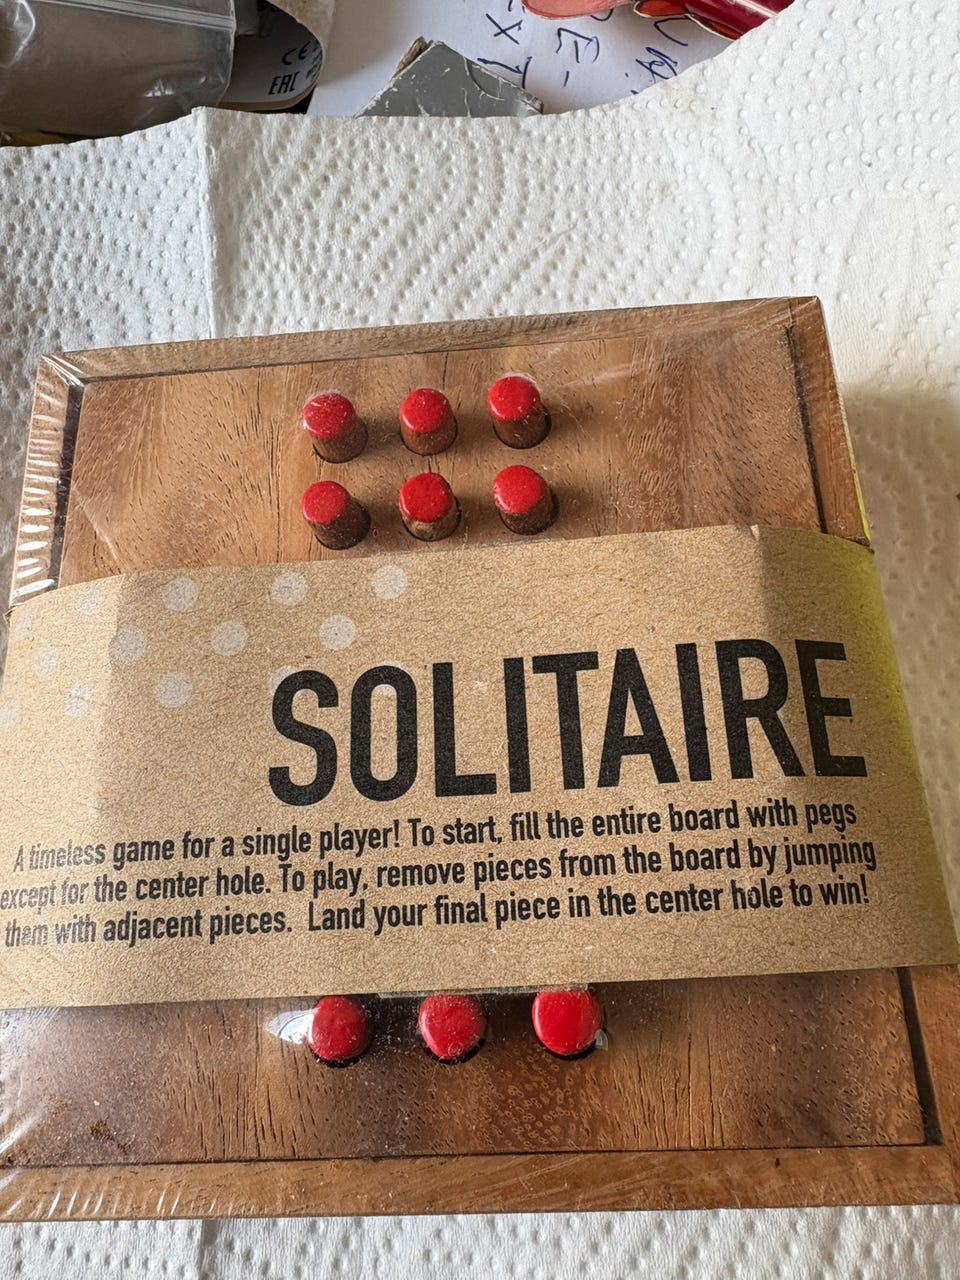 CE
EAC
SOLITAIRE
A timeless game for a single player! To start, fill the entire board with pegs
except for the center hole. To play, remove pieces from the board by jumping
them with adjacent pieces. Land your final piece in the center hole to win!